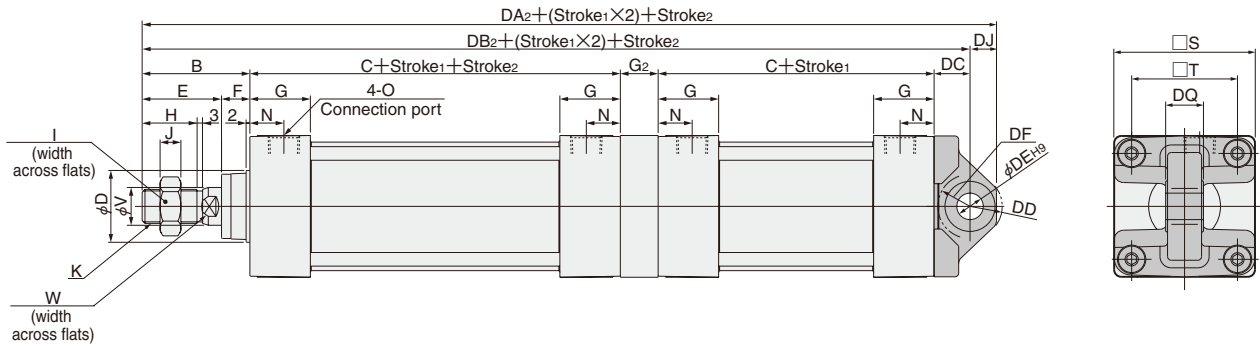 DA2+(Stroke1×2)+Stroke2
DB2+(Stroke1×2)+Stroke2
DJ
B
C+Stroke1+Stroke2
G2
C+Stroke1
DC
E
F
G
4-O
Connection port
G
G
G
H
3
2
N
N
N
N
J
I
(width
across flats)
φD
φV
K
W
(width
across flats)
DF
φDEH9
DD
□S
□T
DQ